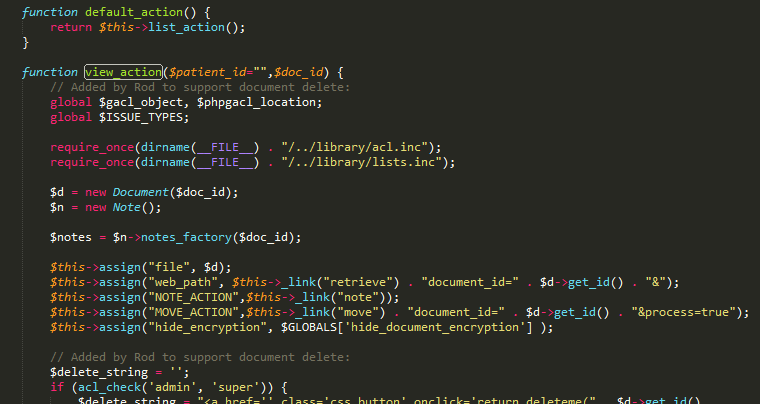 function default_action() {
return $this->list_action();
}
function view_action($patient_id="",$doc_id) {
// Added by Rod to support document delete:
global $gacl_object, $phpgacl_location;
global $ISSUE_TYPES;
require_once(dirname(__FILE__) . "/../library/acl.inc");
require_once(dirname(__FILE__) . "/../library/lists.inc");
$d = new Document($doc_id);
$n = new Note();
$notes = $n->notes_factory($doc_id);
$this->assign("file", $d);
$this->assign("web_path", $this->_link("retrieve") . "document_id=" . $d->get_id() . "&");
$this->assign("NOTE_ACTION",$this->_link("note"));
$this->assign("MOVE_ACTION",$this->_link("move") . "document_id=" . $d->get_id() . "&process=true");
$this->assign("hide_encryption", $GLOBALS['hide_document_encryption'] );
// Added by Rod to support document delete:
$delete_string = '';
if (acl_check('admin', 'super')) {
$delete_string = "<a href='' class='css_button' onclick='return deleteme(" . $d->get_id()